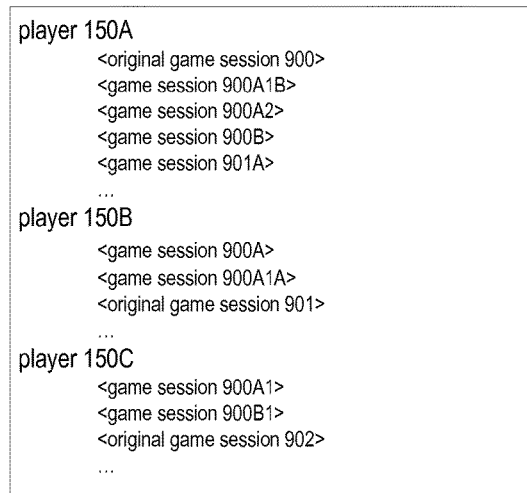 player 150A
<original game session 900>
<game session 900A1B>
<game session 900A2>
<game session 900B>
<game session 901A>
...
player 150B
<game session 900A>
<game session 900A1A>
<original game session 901>
...
player 150C
<game session 900A1>
<game session 900B1>
<original game session 902>
...